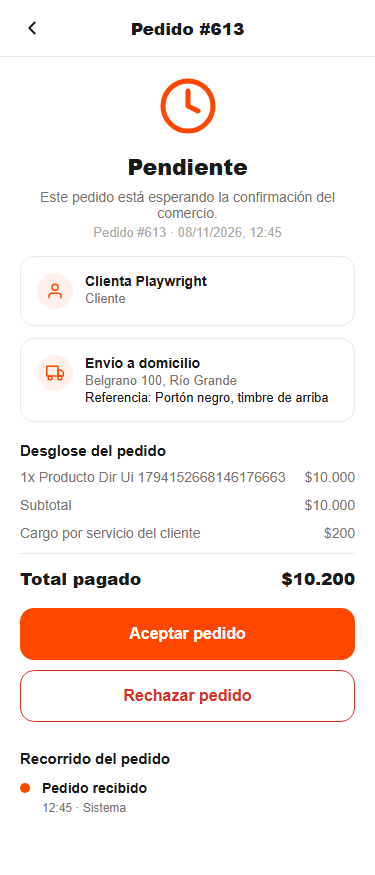 Pedido #613
Pendiente
Este pedido está esperando la confirmación del
comercio.
Pedido #613 · 08/11/2026, 12:45
Clienta Playwright
Cliente
Envío a domicilio
Belgrano 100, Río Grande
Referencia: Portón negro, timbre de arriba
Desglose del pedido
1x Producto Dir Ui 1794152668146176663 $10.000
Subtotal $10.000
Cargo por servicio del cliente $200
Total pagado $10.200
Aceptar pedido
Rechazar pedido
Recorrido del pedido
Pedido recibido
12:45 · Sistema